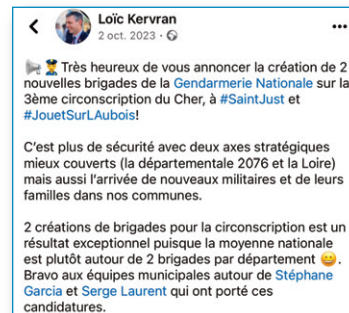 Loïc Kervran
2 oct. 2023 ·
📢 👮 Très heureux de vous annoncer la création de 2
nouvelles brigades de la Gendarmerie Nationale sur la
3ème circonscription du Cher, à #SaintJust et
#JouetSurLAubois!
C'est plus de sécurité avec deux axes stratégiques
mieux couverts (la départementale 2076 et la Loire)
mais aussi l'arrivée de nouveaux militaires et de leurs
familles dans nos communes.
2 créations de brigades pour la circonscription est un
résultat exceptionnel puisque la moyenne nationale
est plutôt autour de 2 brigades par département 😀.
Bravo aux équipes municipales autour de Stéphane
Garcia et Serge Laurent qui ont porté ces
candidatures.